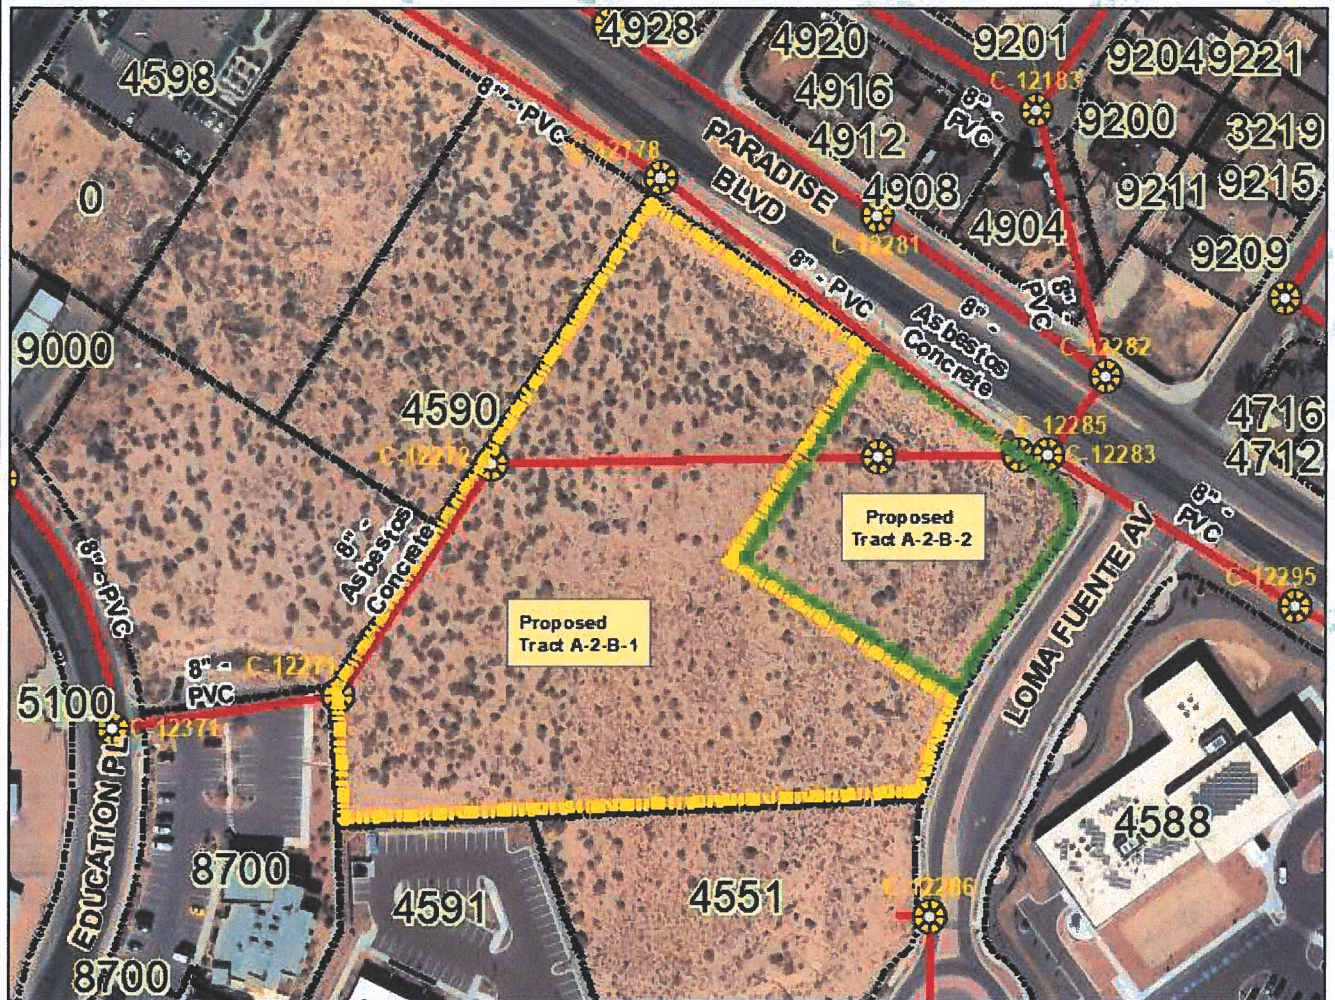 4928
4920
9201
9204
9221
4598
C-12183
4916
8" -
PVC
8" - PVC
9200
3219
4912
PARADISE
BLVD
0
4908
9211
9215
4904
C-12281
9209
8" - PVC
8" -
PVC
8" -
Asbestos
Concrete
9000
C-12282
4590
4716
C-12285
C-12272
C-12283
4712
8" -
PVC
Proposed
Tract A-2-B-2
8" -
Asbestos
Concrete
8"-PVC
LOMA FUENTE AV
C-12295
Proposed
Tract A-2-B-1
8" -
PVC
5100
C-12371
EDUCATION PL
4588
8700
4591
4551
C-12286
8700